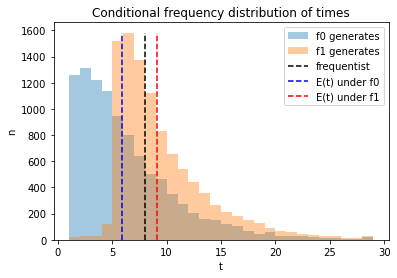 Conditional frequency distribution of times
f0 generates
f1 generates
frequentist
E(t) under f0
E(t) under f1
n
1600
1400
1200
1000
800
600
400
200
0
0 5 10 15 20 25 30
t